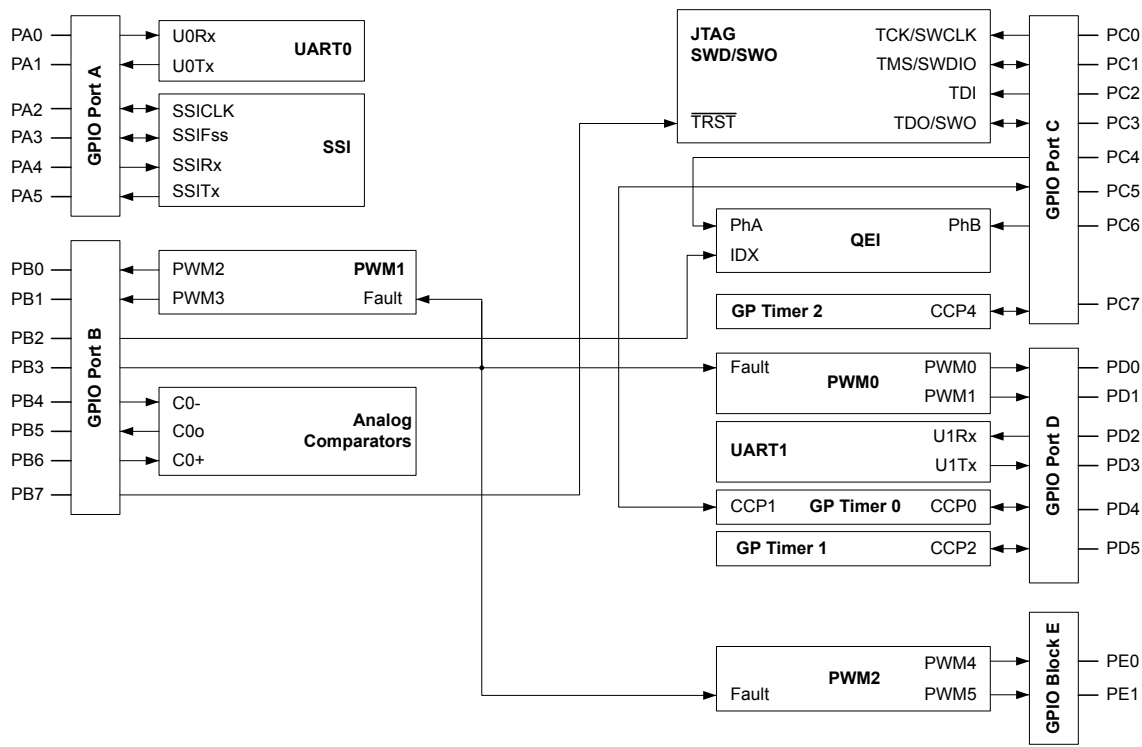 PA0
PA1
PA2
PA3
PA4
PA5
GPIO Port A
U0Rx
U0Tx
UART0
SSICLK
SSIFss
SSIRx
SSITx
SSI
PB0
PB1
PB2
PB3
PB4
PB5
PB6
PB7
GPIO Port B
PWM2
PWM3
PWM1
Fault
C0-
C0o
C0+
Analog
Comparators
JTAG
SWD/SWO
TRST
TCK/SWCLK
TMS/SWDIO
TDI
TDO/SWO
PhA
IDX
QEI
PhB
GP Timer 2
CCP4
GPIO Port C
PC0
PC1
PC2
PC3
PC4
PC5
PC6
PC7
Fault
PWM0
PWM0
PWM1
UART1
U1Rx
U1Tx
CCP1
GP Timer 0
CCP0
GP Timer 1
CCP2
GPIO Port D
PD0
PD1
PD2
PD3
PD4
PD5
Fault
PWM2
PWM4
PWM5
GPIO Block E
PE0
PE1